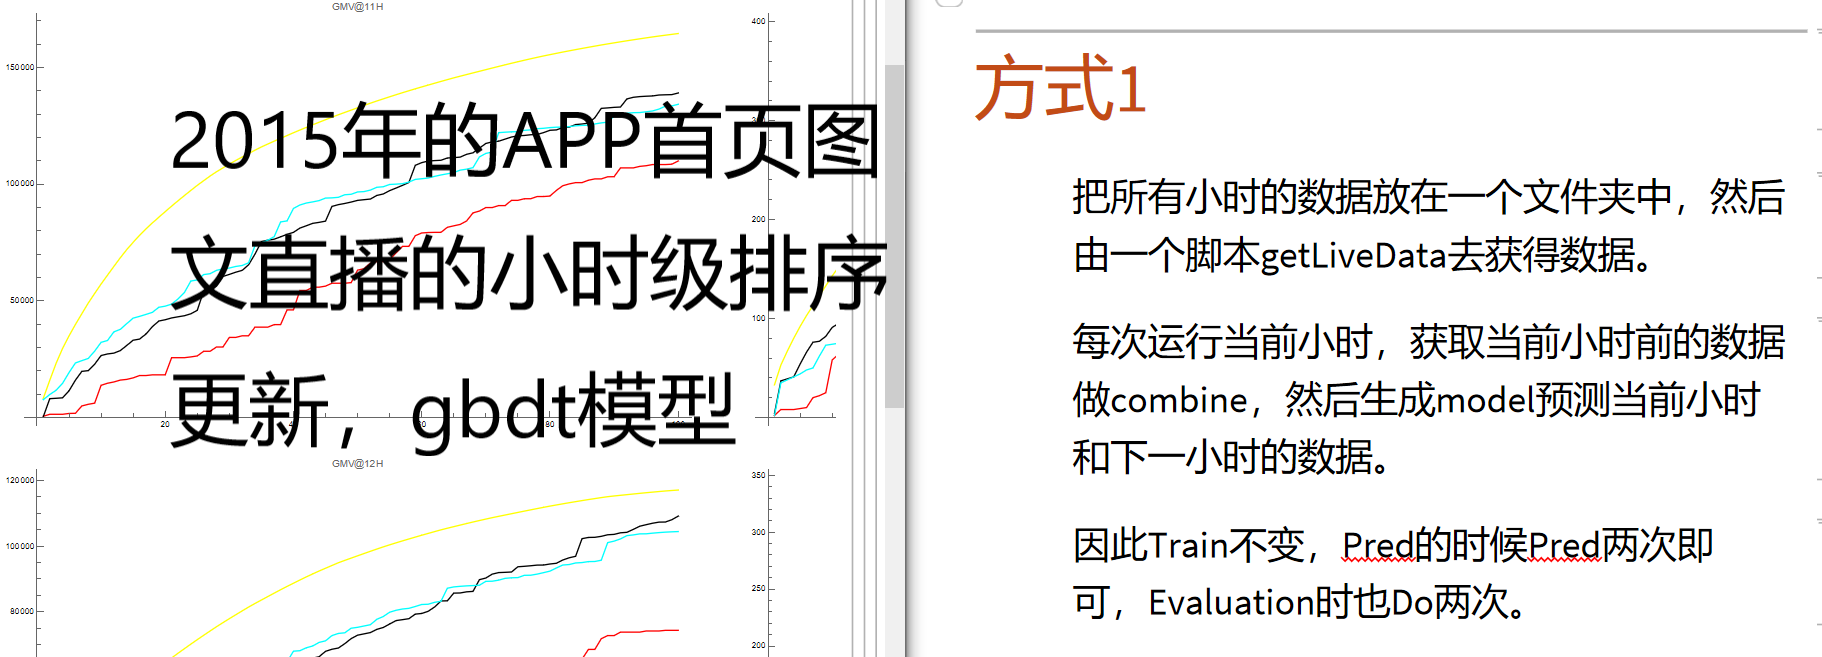 GMV@11H
150000
100000
50000
20
80
400
200
100
2015年的APP首页图
文直播的小时级排序
更新，gbdt模型
GMV@12H
120000
100000
80000
350
300
250
200
方式1
把所有小时的数据放在一个文件夹中，然后
由一个脚本getLiveData去获得数据。
每次运行当前小时，获取当前小时前的数据
做combine，然后生成model预测当前小时
和下一小时的数据。
因此Train不变，Pred的时候Pred两次即
可，Evaluation时也Do两次。